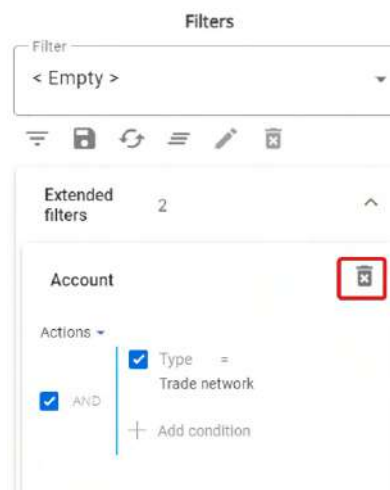 Filters
Filter
< Empty >
Extended
filters
2
Account
Actions
Type =
Trade network
AND
+ Add condition